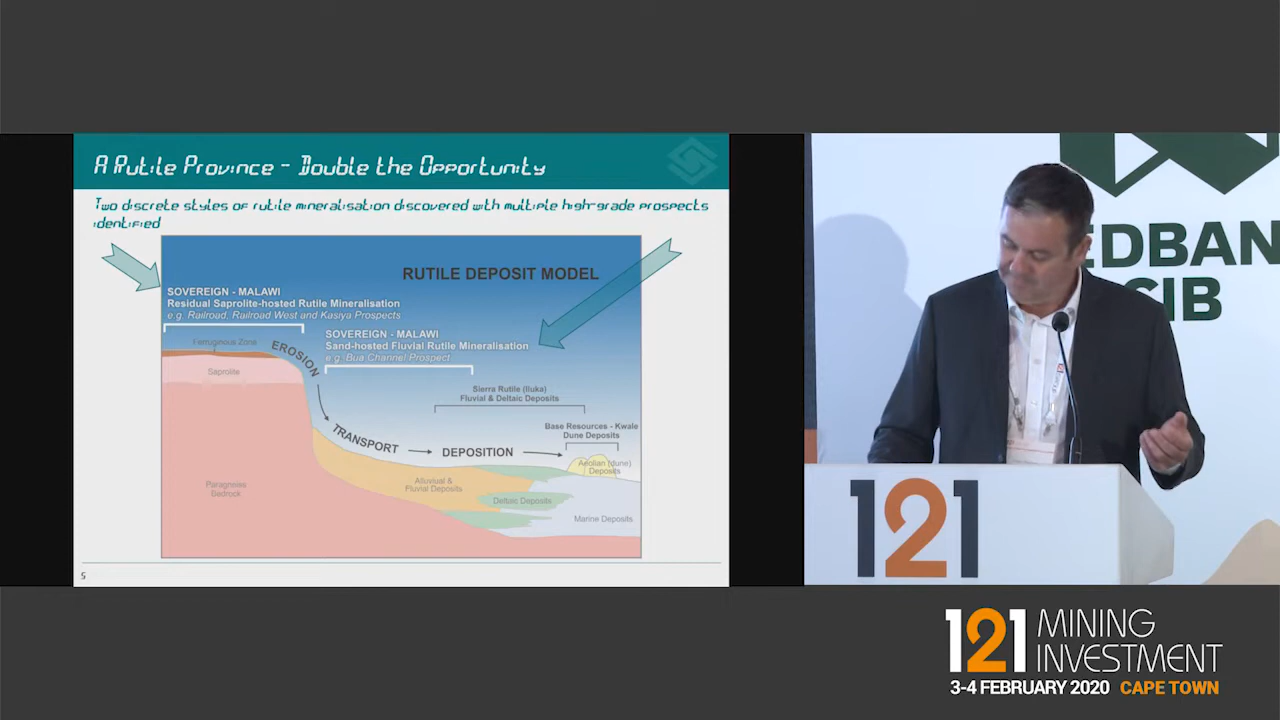 A Rutile Province - Double the Opportunity
Two discrete styles of rutile mineralisation discovered with multiple high-grade prospects
identified
RUTILE DEPOSIT MODEL
SOVEREIGN - MALAWI
Residual Saprolite-hosted Rutile Mineralisation
e.g. Railroad, Railroad West and Kasiya Prospects
SOVEREIGN - MALAWI
Sand-hosted Fluvial Rutile Mineralisation
e.g. Bua Channel Prospect
Ferruginous Zone
EROSION
Saprolite
Sierra Rutile (Iluka)
Fluvial & Deltaic Deposits
Base Resources - Kwale
Dune Deposits
TRANSPORT
DEPOSITION
Aeolian (dune)
Deposits
Paragneiss
Bedrock
Alluvial &
Fluvial Deposits
Deltaic Deposits
Marine Deposits
5
EDBAN
CIB
121
121 MINING
INVESTMENT
3-4 FEBRUARY 2020 CAPE TOWN